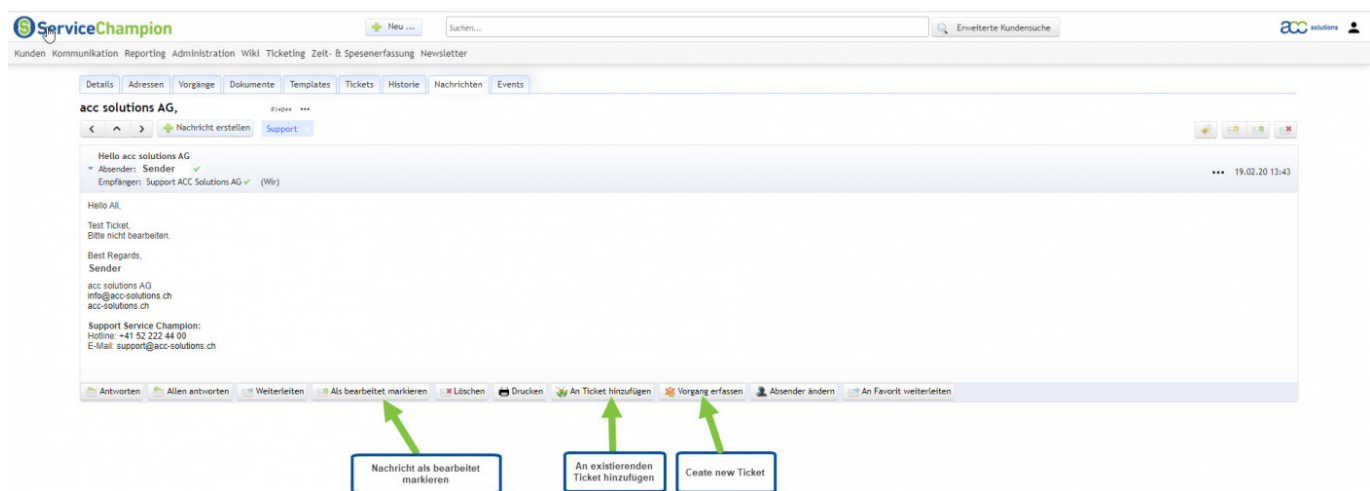 ServiceChampion
Neu ...
Suchen...
Erweiterte Kundensuche
acc solutions
Kunden Kommunikation Reporting Administration Wiki Ticketing Zeit- & Spesenerfassung Newsletter
Details Adressen Vorgänge Dokumente Templates Tickets Historie Nachrichten Events
acc solutions AG,
Nachricht erstellen Support
Hello acc solutions AG
Absender: Sender
Empfänger: Support ACC Solutions AG (Wir)
19.02.20 13:43
Hello All,
Test Ticket,
Bitte nicht bearbeiten.
Best Regards,
Sender
acc solutions AG
info@acc-solutions.ch
acc-solutions.ch
Support Service Champion:
Hotline: +41 52 222 44 00
E-Mail: support@acc-solutions.ch
Antworten Allen antworten Weiterleiten Als bearbeitet markieren Löschen Drucken An Ticket hinzufügen Vorgang erfassen Absender ändern An Favorit weiterleiten
Nachricht als bearbeitet
markieren
An existierenden
Ticket hinzufügen
Ceate new Ticket